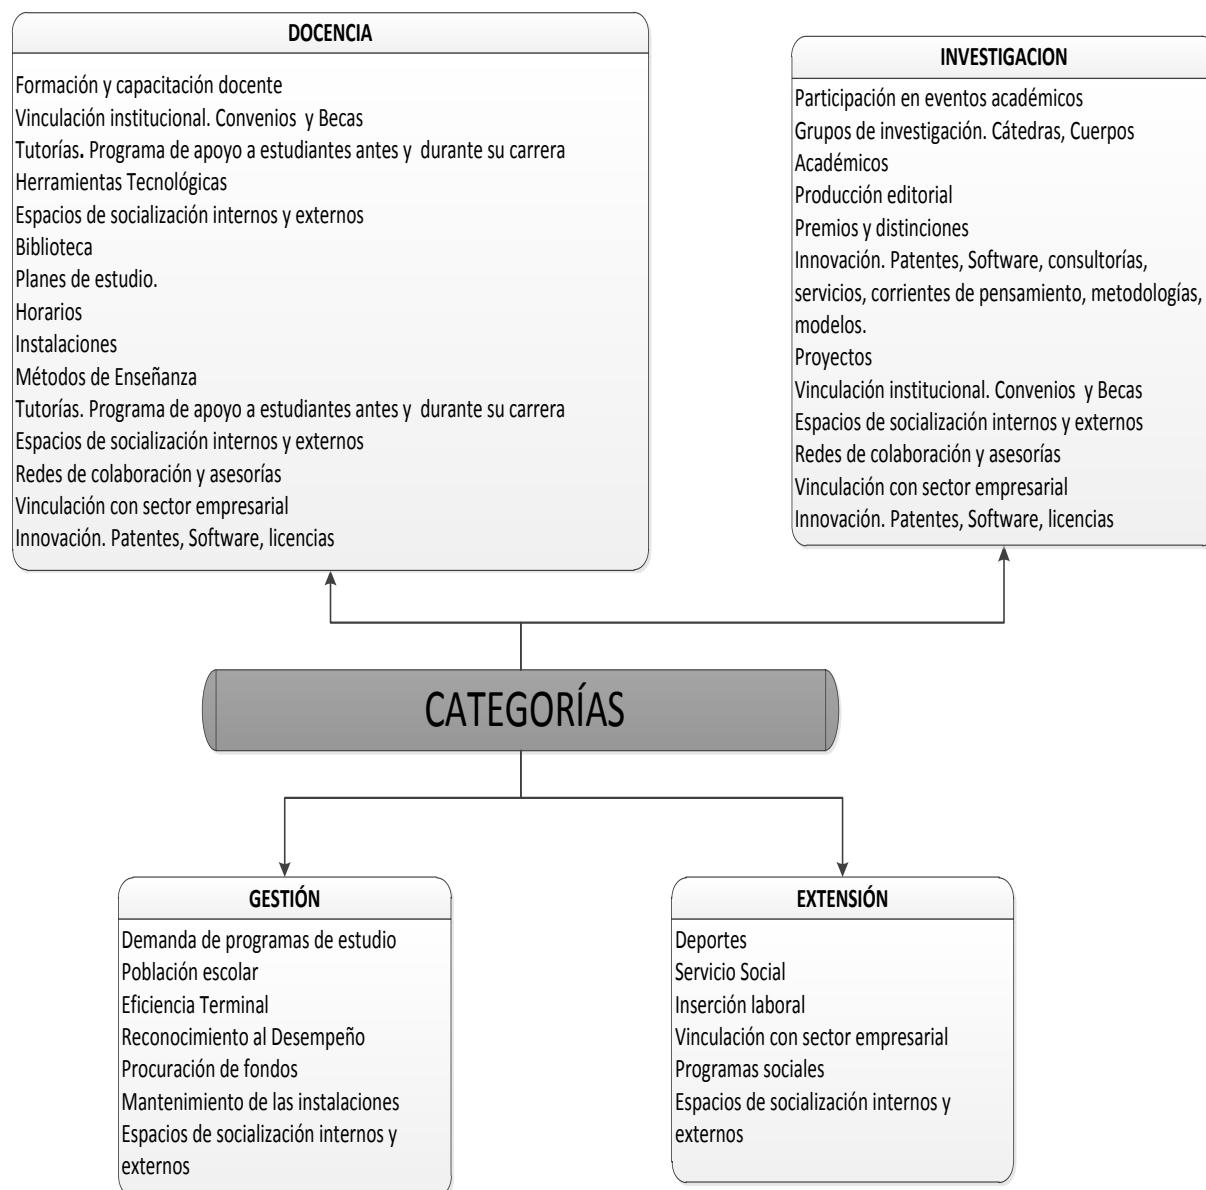 DOCENCIA
Formación y capacitación docente
Vinculación institucional. Convenios y Becas
Tutorías. Programa de apoyo a estudiantes antes y durante su carrera
Herramientas Tecnológicas
Espacios de socialización internos y externos
Biblioteca
Planes de estudio.
Horarios
Instalaciones
Métodos de Enseñanza
Tutorías. Programa de apoyo a estudiantes antes y durante su carrera
Espacios de socialización internos y externos
Redes de colaboración y asesorías
Vinculación con sector empresarial
Innovación. Patentes, Software, licencias
INVESTIGACION
Participación en eventos académicos
Grupos de investigación. Cátedras, Cuerpos
Académicos
Producción editorial
Premios y distinciones
Innovación. Patentes, Software, consultorías,
servicios, corrientes de pensamiento, metodologías,
modelos.
Proyectos
Vinculación institucional. Convenios y Becas
Espacios de socialización internos y externos
Redes de colaboración y asesorías
Vinculación con sector empresarial
Innovación. Patentes, Software, licencias
CATEGORÍAS
GESTIÓN
Demanda de programas de estudio
Población escolar
Eficiencia Terminal
Reconocimiento al Desempeño
Procuración de fondos
Mantenimiento de las instalaciones
Espacios de socialización internos y
externos
EXTENSIÓN
Deportes
Servicio Social
Inserción laboral
Vinculación con sector empresarial
Programas sociales
Espacios de socialización internos y
externos